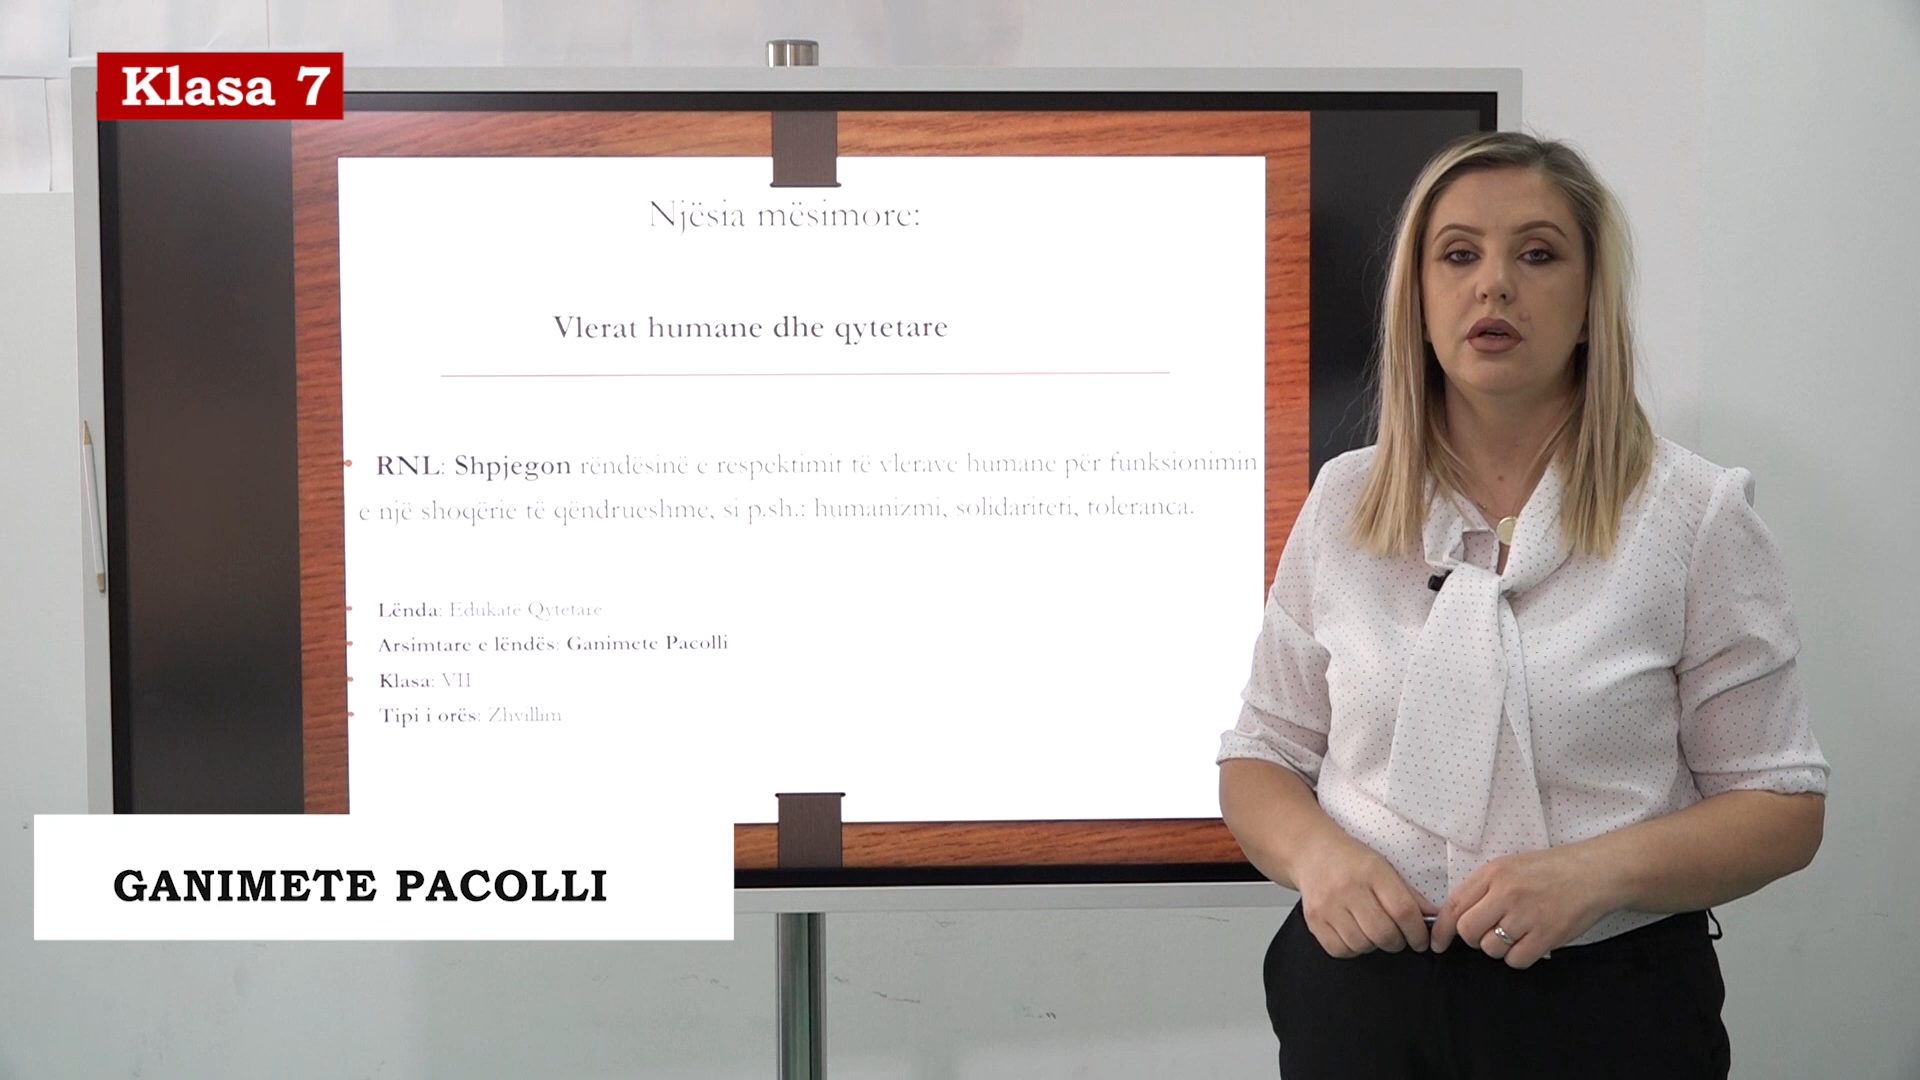 Klasa 7
Njësia mësimore:
Vlerat humane dhe qytetare
RNL: Shpjegon rëndësinë e respektimit të vlerave humane për funksionimin
e një shoqërie të qëndrueshme, si p.sh.: humanizmi, solidariteti, toleranca.
Lënda: Edukatë Qytetare
Arsimtare e lëndës: Ganimete Pacolli
Klasa: VII
Tipi i orës: Zhvillim
GANIMETE PACOLLI